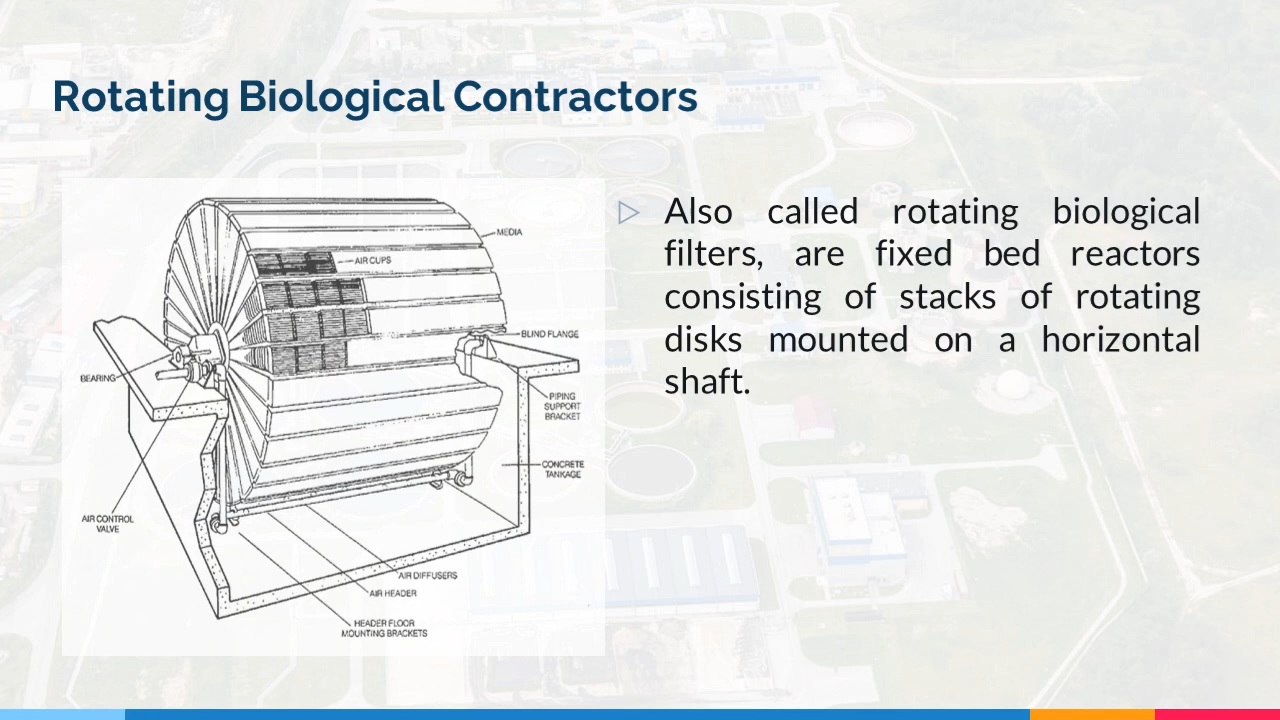 Rotating Biological Contractors
MEDIA
AIR CUPS
BLIND FLANGE
BEARING
PIPING
SUPPORT
BRACKET
CONCRETE
TANKAGE
AIR CONTROL
VALVE
AIR DIFFUSERS
AIR HEADER
HEADER FLOOR
MOUNTING BRACKETS
Also called rotating biological
filters, are fixed bed reactors
consisting of stacks of rotating
disks mounted on a horizontal
shaft.